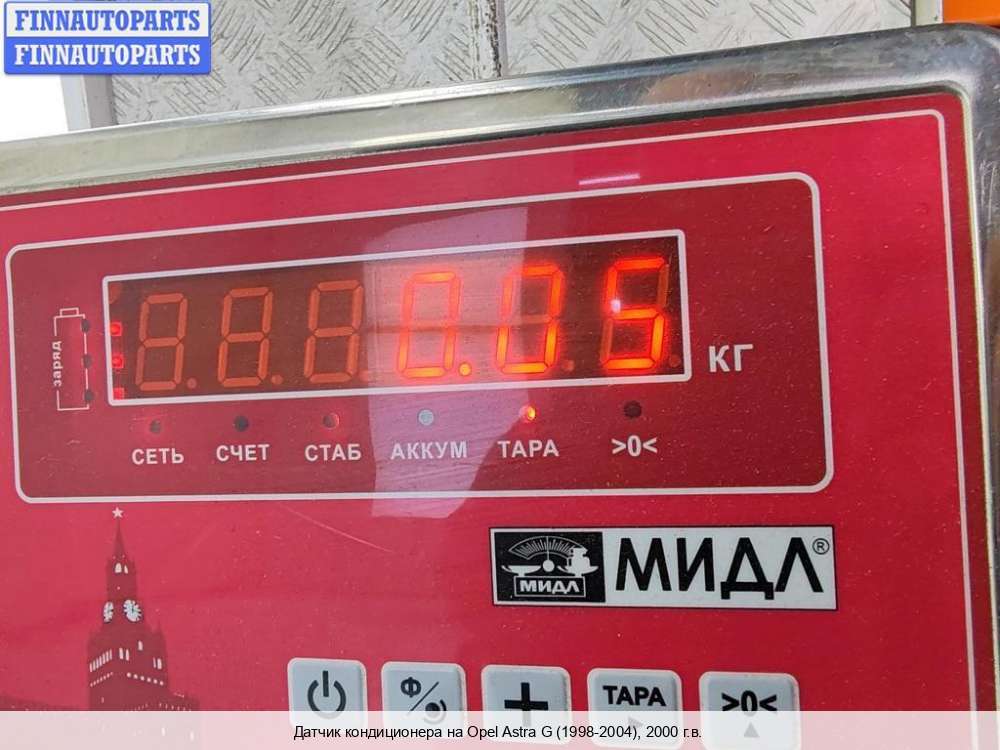 FINNAUTOPARTS
FINNAUTOPARTS
заряд
0.05
КГ
СЕТЬ СЧЕТ СТАБ АККУМ ТАРА >0<
МИДЛ
МИДЛ®
Ф
+
ТАРА
>0<
Датчик кондиционера на Opel Astra G (1998-2004), 2000 г.в.